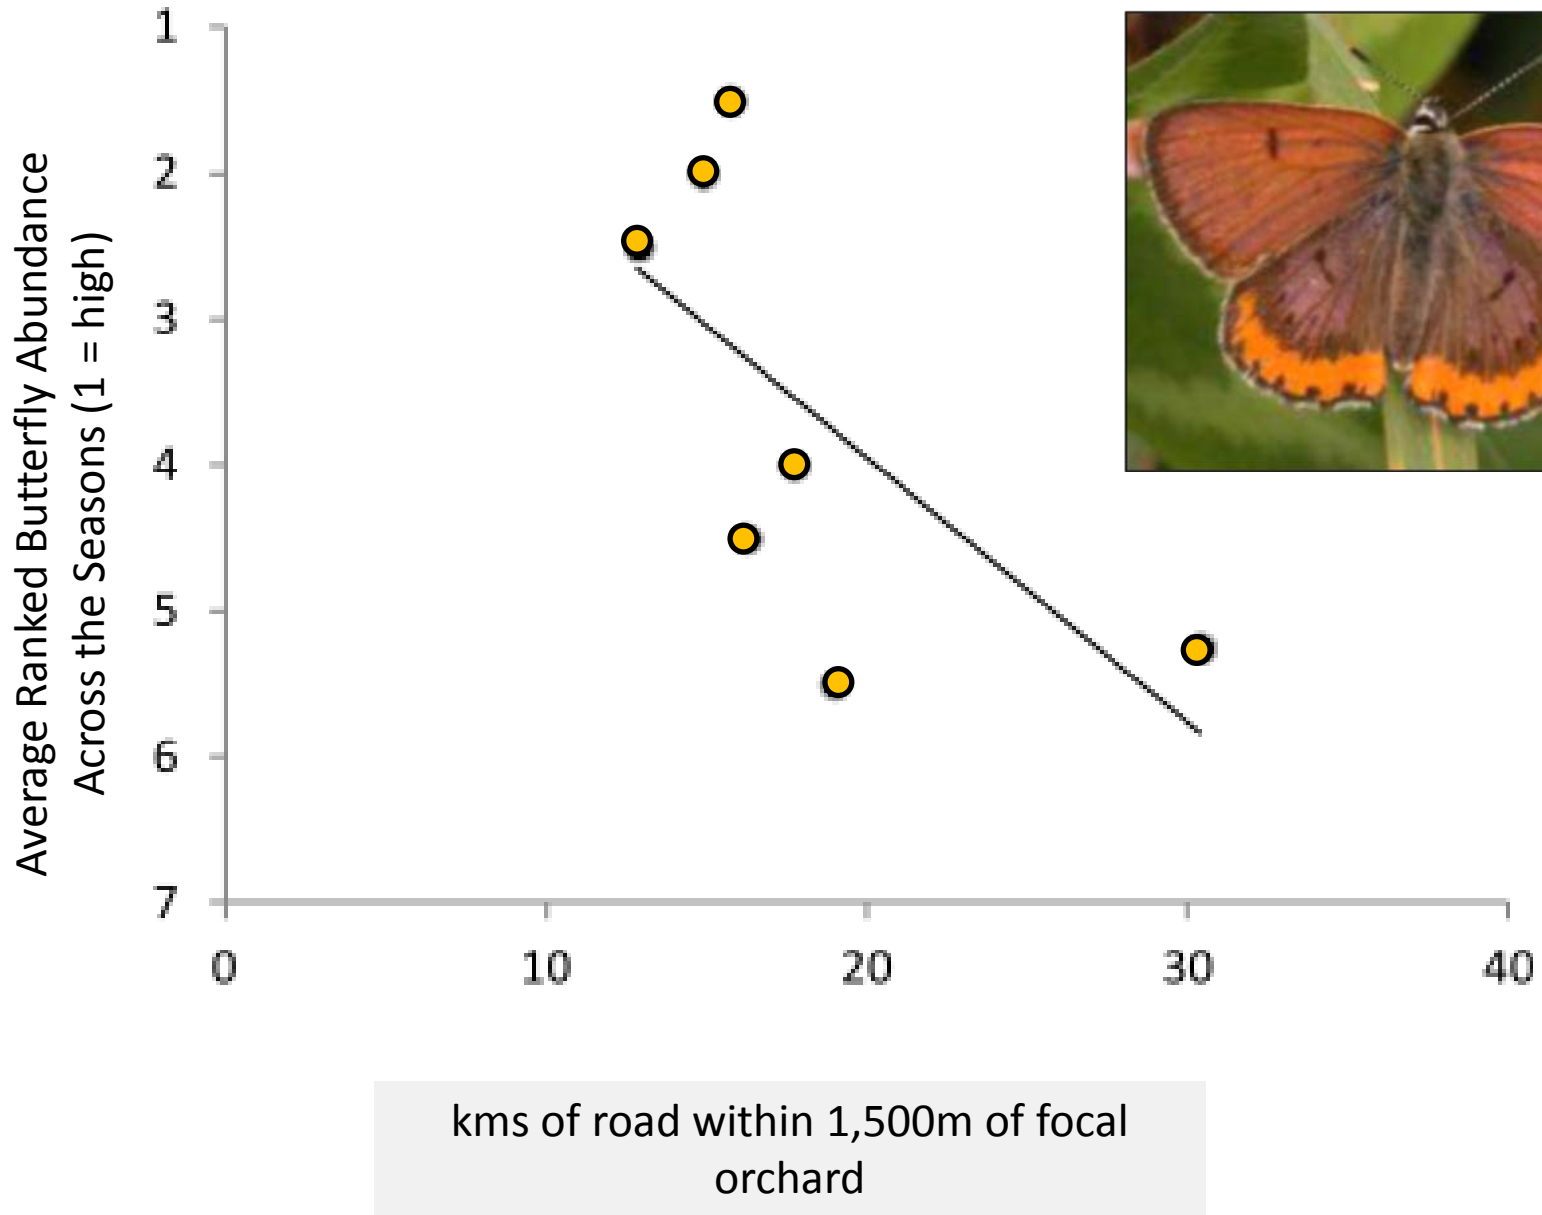 Average Ranked Butterfly Abundance
Across the Seasons (1 = high)
1
2
3
4
5
6
7
0 10 20 30 40
kms of road within 1,500m of focal
orchard